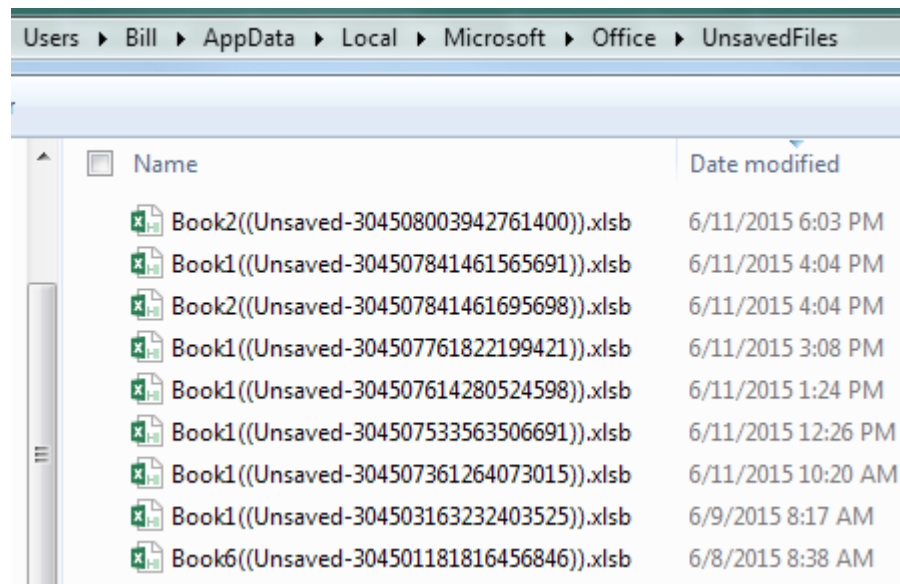 Users ▸ Bill ▸ AppData ▸ Local ▸ Microsoft ▸ Office ▸ UnsavedFiles
Name Date modified
Book2((Unsaved-304508003942761400)).xlsb 6/11/2015 6:03 PM
Book1((Unsaved-304507841461565691)).xlsb 6/11/2015 4:04 PM
Book2((Unsaved-304507841461695698)).xlsb 6/11/2015 4:04 PM
Book1((Unsaved-304507761822199421)).xlsb 6/11/2015 3:08 PM
Book1((Unsaved-304507614280524598)).xlsb 6/11/2015 1:24 PM
Book1((Unsaved-304507533563506691)).xlsb 6/11/2015 12:26 PM
Book1((Unsaved-304507361264073015)).xlsb 6/11/2015 10:20 AM
Book1((Unsaved-304503163232403525)).xlsb 6/9/2015 8:17 AM
Book6((Unsaved-304501181816456846)).xlsb 6/8/2015 8:38 AM